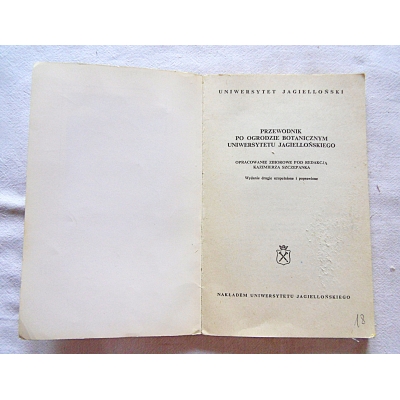 UNIWERSYTET JAGIELLOŃSKI
PRZEWODNIK
PO OGRODZIE BOTANICZNYM
UNIWERSYTETU JAGIELLOŃSKIEGO
OPRACOWANIE ZBIOROWE POD REDAKCJĄ
KAZIMIERZA SZCZEPANKA
Wydanie drugie uzupełnione i poprawione
NAKŁADEM UNIWERSYTETU JAGIELLOŃSKIEGO
18